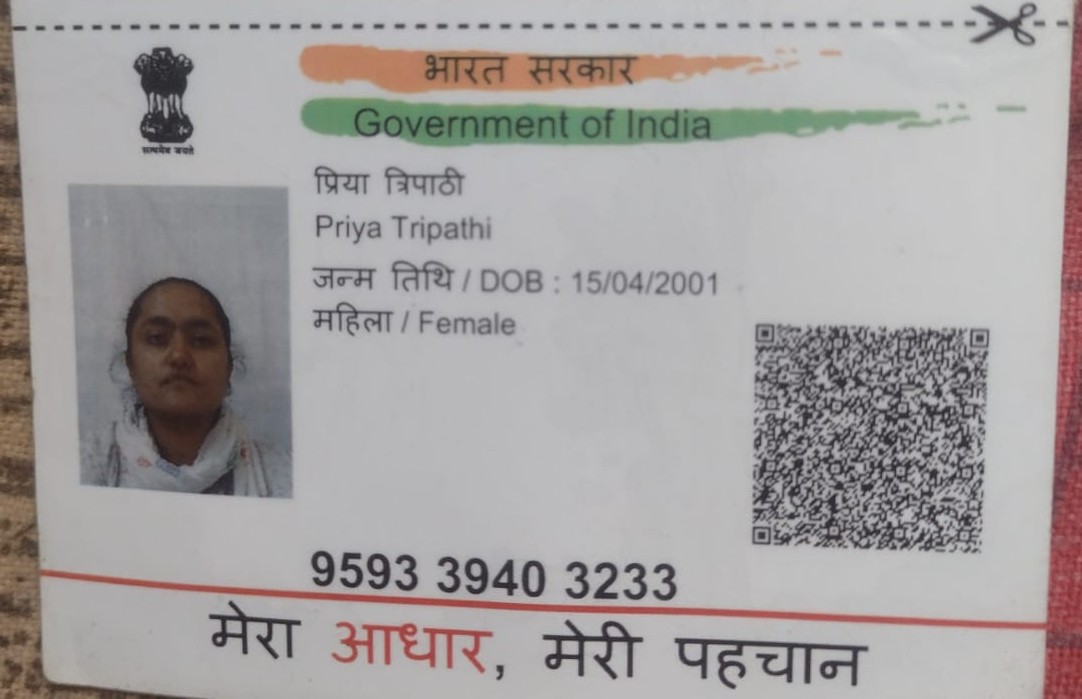 सत्यमेव जयते
भारत सरकार
Government of India
प्रिया त्रिपाठी
Priya Tripathi
जन्म तिथि / DOB : 15/04/2001
महिला / Female
9593 3940 3233
मेरा आधार, मेरी पहचान